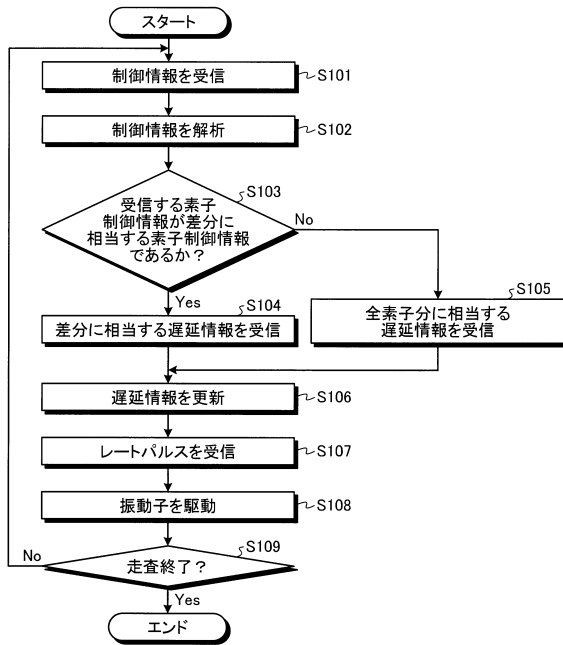 スタート
制御情報を受信
S101
制御情報を解析
S102
受信する素子
制御情報が差分に
相当する素子制御情報
であるか？
S103
No
Yes
差分に相当する遅延情報を受信
S104
全素子分に相当する
遅延情報を受信
S105
遅延情報を更新
S106
レートパルスを受信
S107
振動子を駆動
S108
走査終了？
S109
No
Yes
エンド